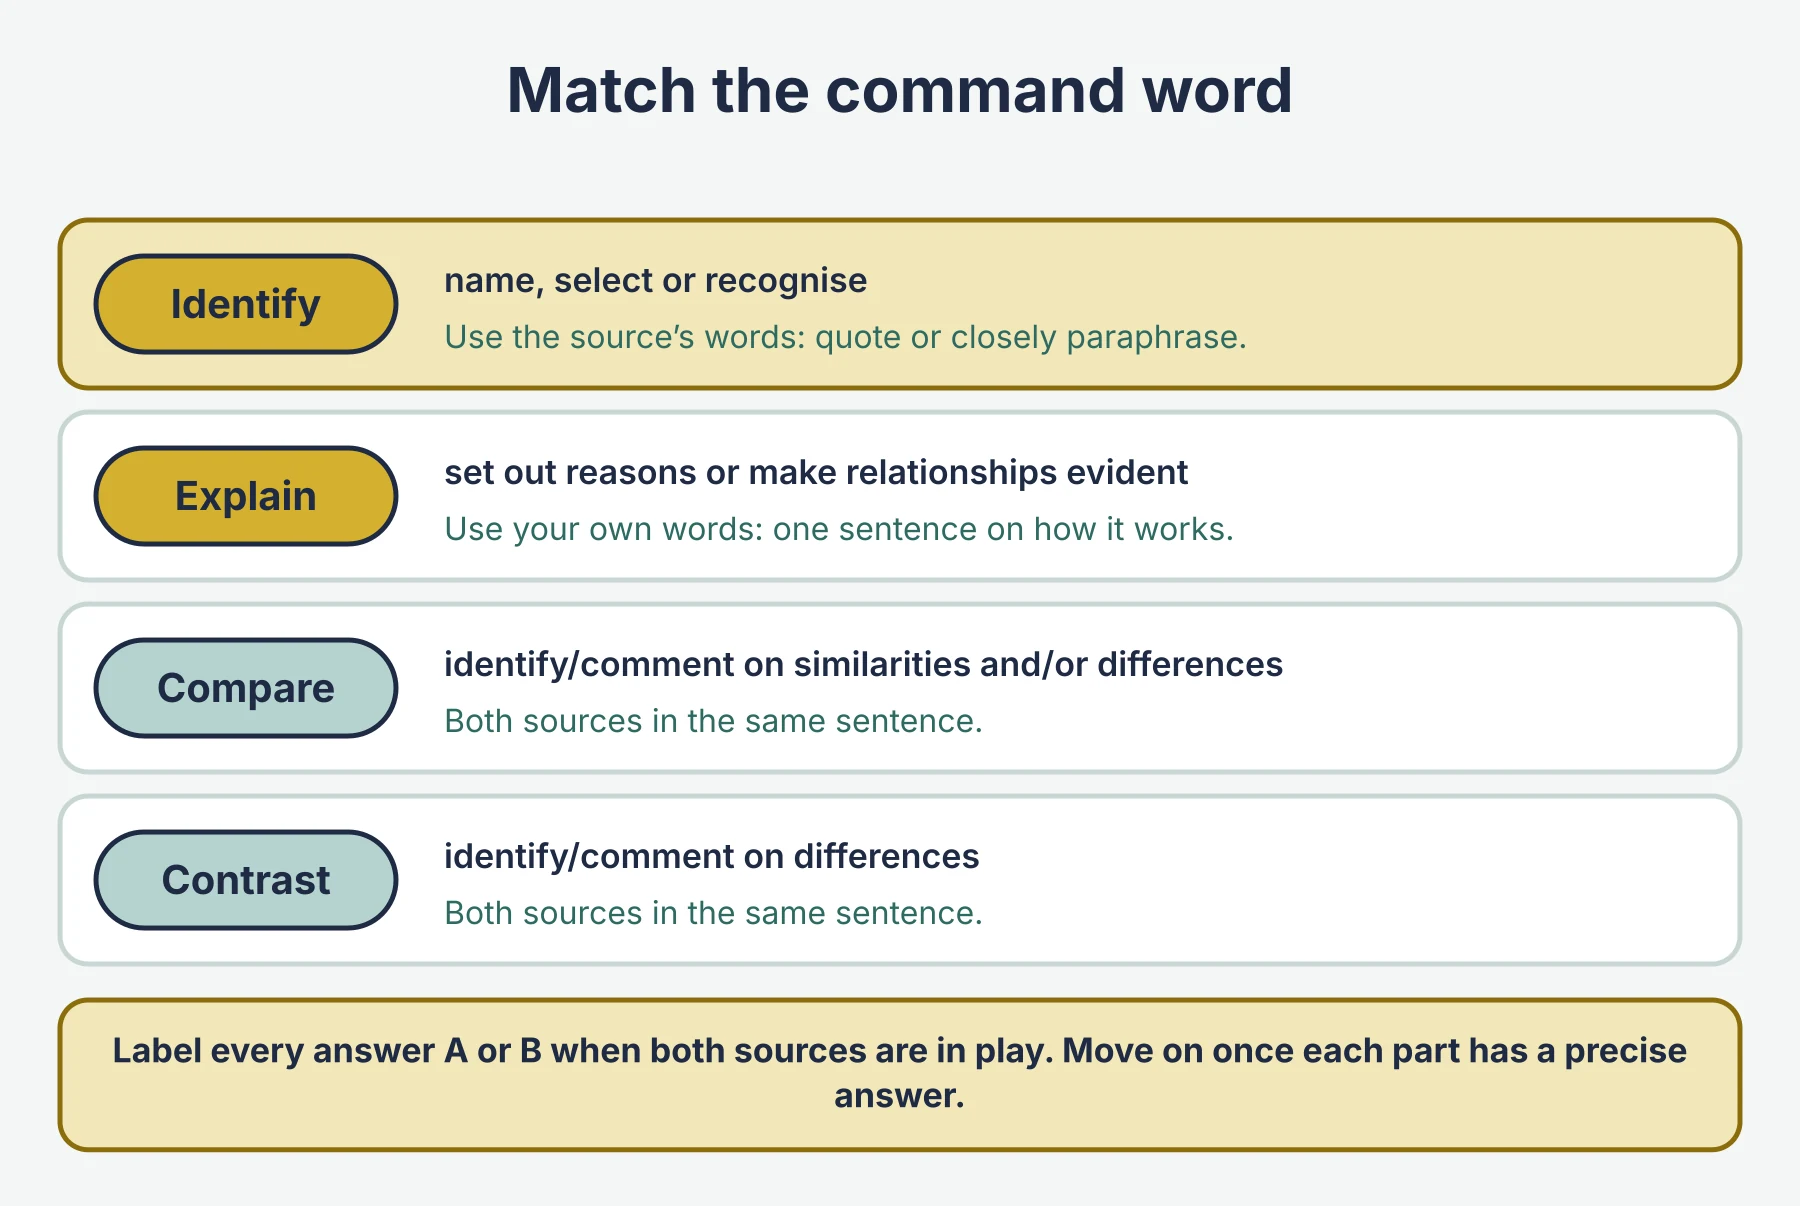 Match the command word
Identify
name, select or recognise
Use the source’s words: quote or closely paraphrase.
Explain
set out reasons or make relationships evident
Use your own words: one sentence on how it works.
Compare
identify/comment on similarities and/or differences
Both sources in the same sentence.
Contrast
identify/comment on differences
Both sources in the same sentence.
Label every answer A or B when both sources are in play. Move on once each part has a precise
answer.